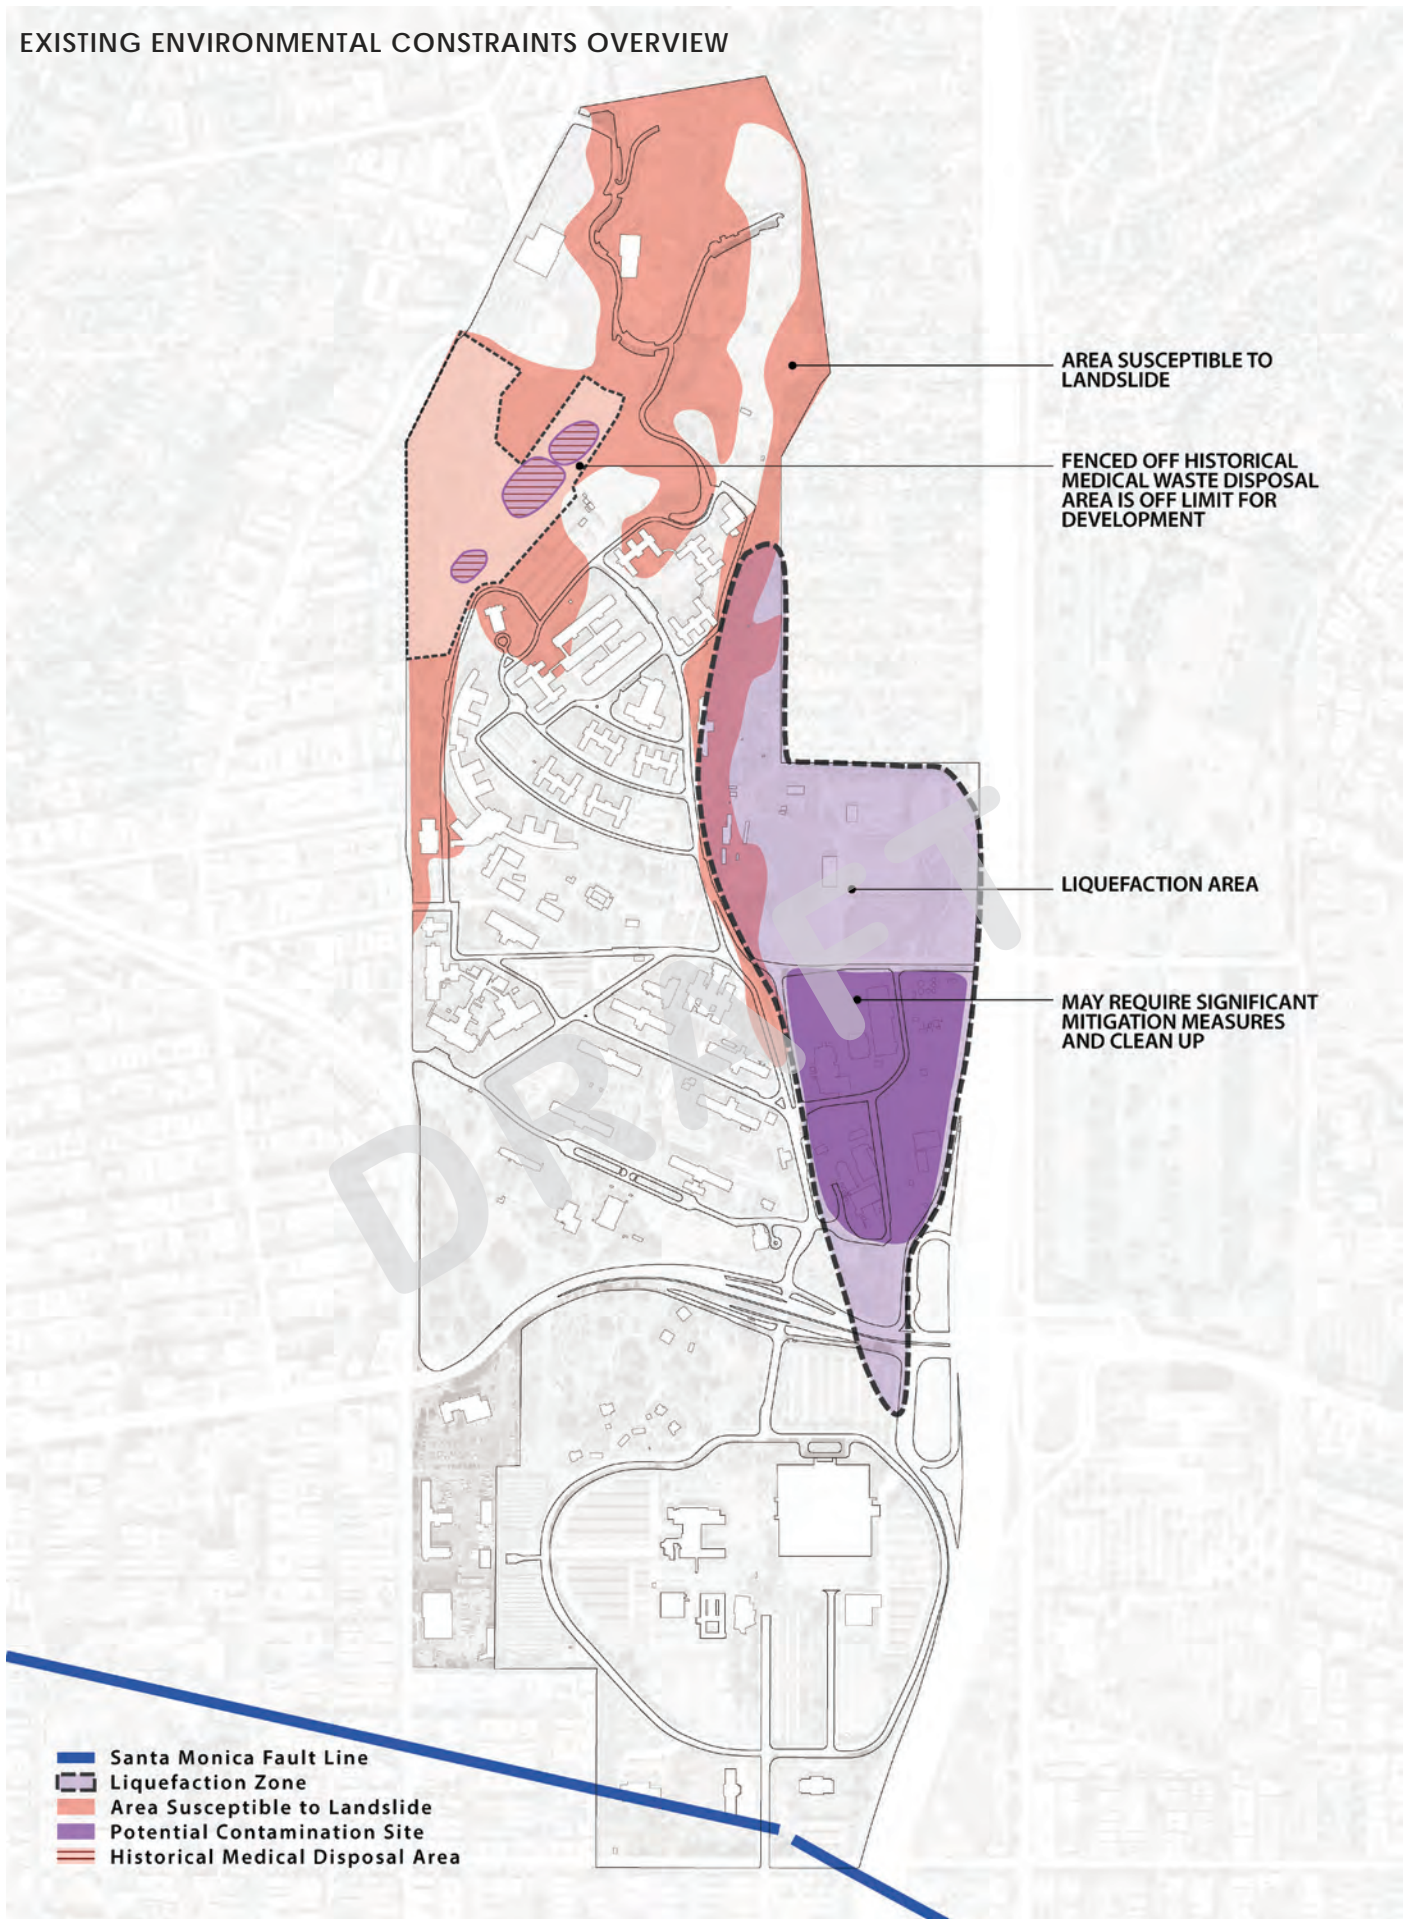 EXISTING ENVIRONMENTAL CONSTRAINTS OVERVIEW
AREA SUSCEPTIBLE TO
LANDSLIDE
FENCED OFF HISTORICAL
MEDICAL WASTE DISPOSAL
AREA IS OFF LIMIT FOR
DEVELOPMENT
LIQUEFACTION AREA
MAY REQUIRE SIGNIFICANT
MITIGATION MEASURES
AND CLEAN UP
DRAFT
Santa Monica Fault Line
Liquefaction Zone
Area Susceptible to Landslide
Potential Contamination Site
Historical Medical Disposal Area